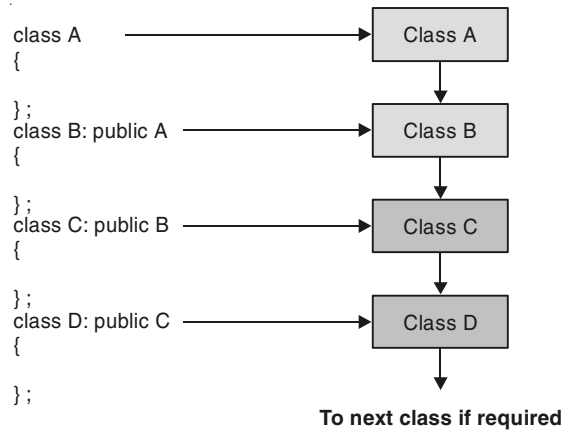 class A
Class A
{
} ;
class B: public A
Class B
{
} ;
class C: public B
Class C
{
} ;
class D: public C
Class D
{
} ;
To next class if required